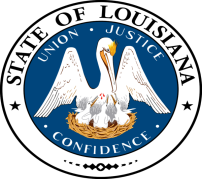 STATE OF LOUISIANA
UNION · JUSTICE
· CONFIDENCE ·